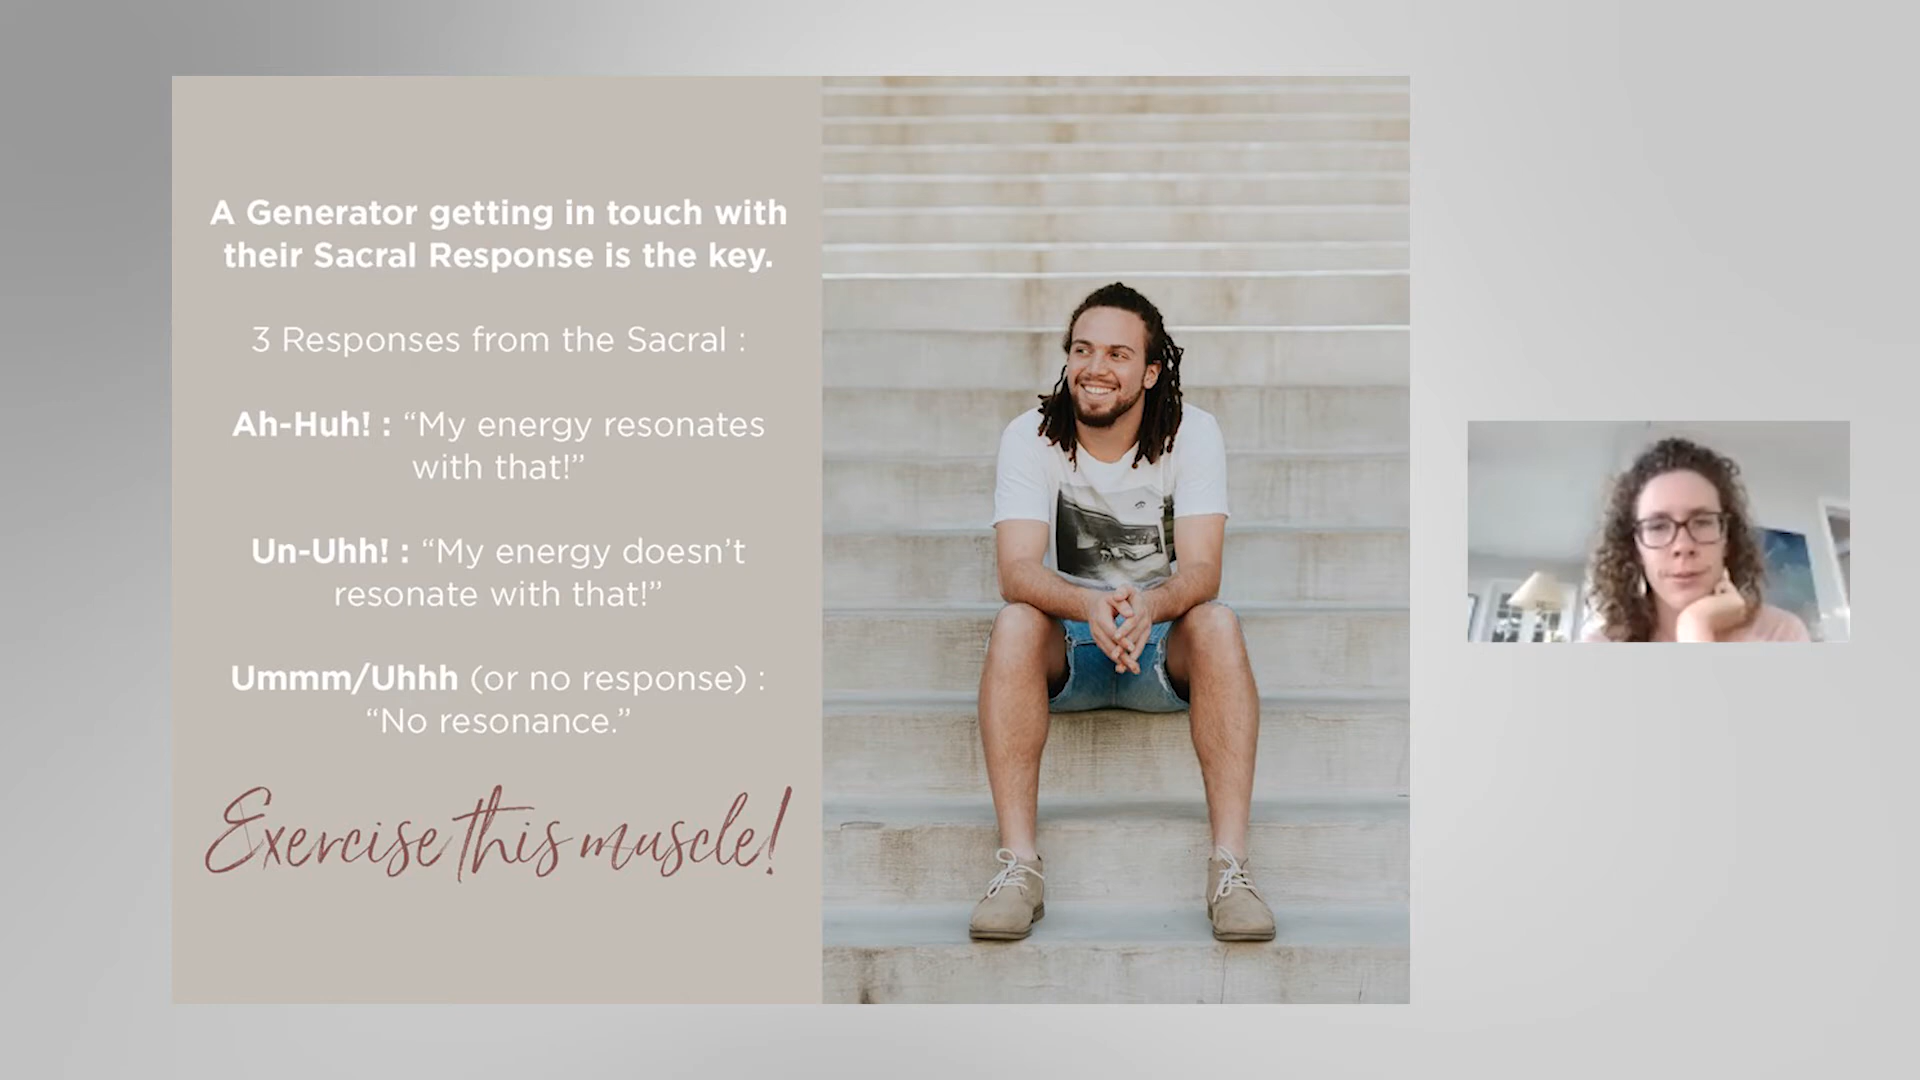 A Generator getting in touch with
their Sacral Response is the key.
3 Responses from the Sacral :
Ah-Huh! : “My energy resonates
with that!”
Un-Uhh! : “My energy doesn’t
resonate with that!”
Ummm/Uhhh (or no response) :
“No resonance.”
Exercise this muscle!